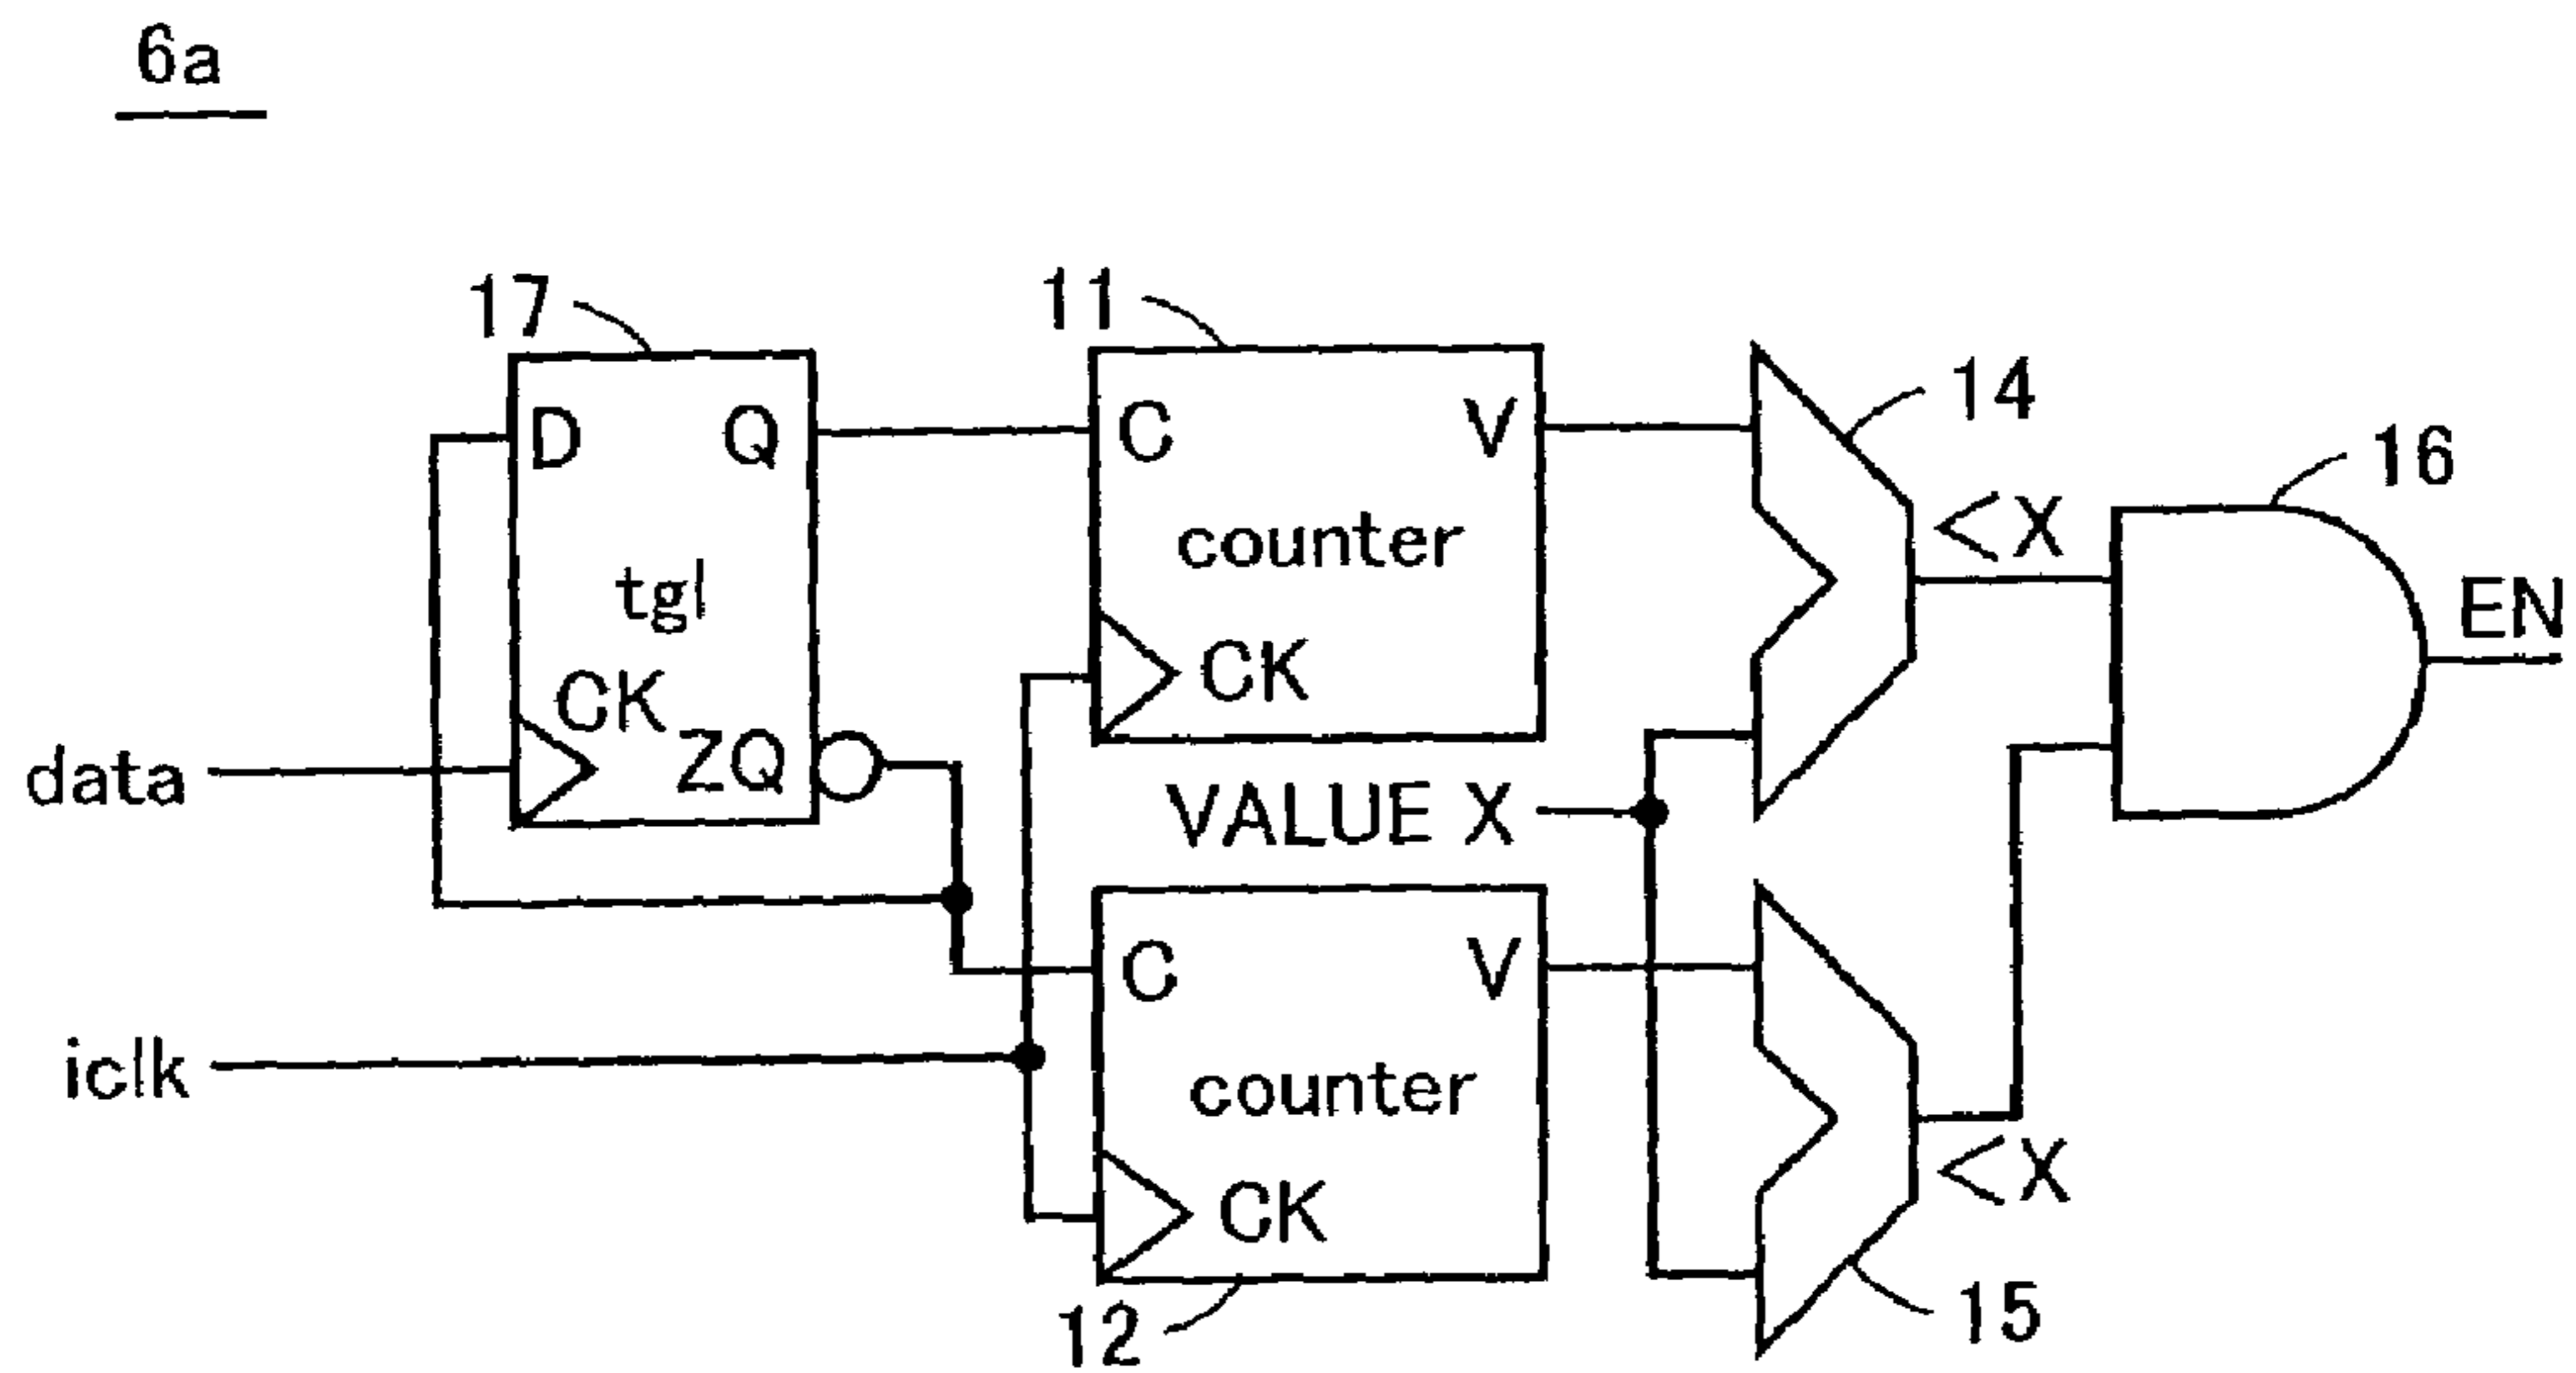 6a
17
11
14
16
D
Q
C
V
<X
counter
tgl
EN
CK
CK
ZQ
data
VALUE X
C
V
iclk
counter
<X
CK
12
15